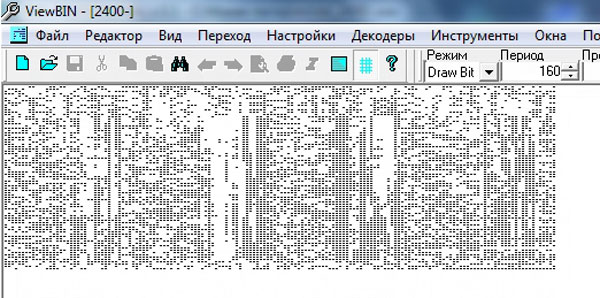 ViewBIN - [2400-]
Файл Редактор Вид Переход Настройки Декодеры Инструменты Окна По
Режим Период Пр
Draw Bit 160